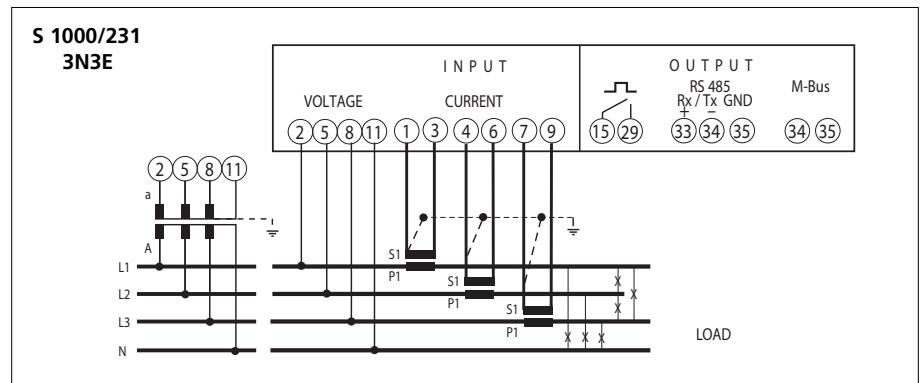 S 1000/231
3N3E
INPUT
OUTPUT
VOLTAGE
CURRENT
RS 485
Rx / Tx GND
+ –
M-Bus
2 5 8 11 1 3 4 6 7 9
15 29 33 34 35 34 35
2 5 8 11
a
A
L1
L2
L3
N
S1
P1
S1
P1
S1
P1
LOAD